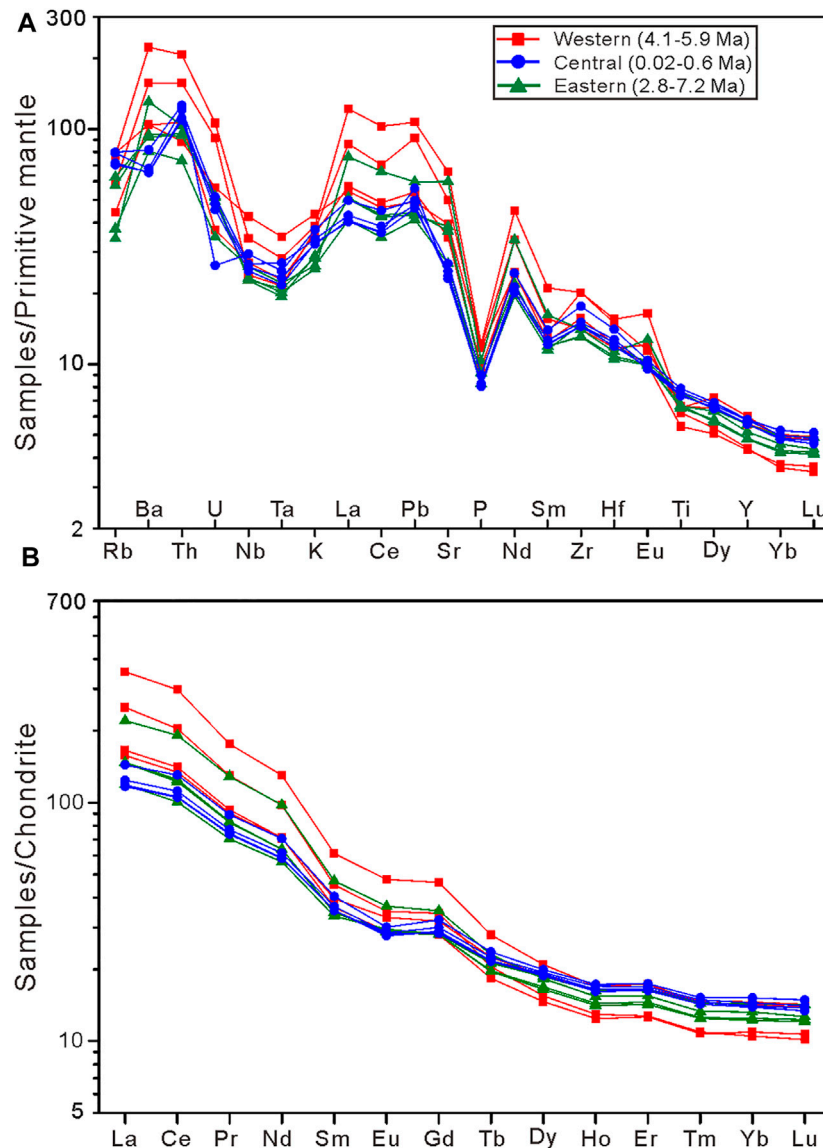 A
300
100
10
2
Samples/Primitive mantle
Western (4.1-5.9 Ma)
Central (0.02-0.6 Ma)
Eastern (2.8-7.2 Ma)
Ba U Ta La Pb P Sm Hf Ti Y Lu
Rb Th Nb K Ce Sr Nd Zr Eu Dy Yb
B
700
100
10
5
Samples/Chondrite
La Ce Pr Nd Sm Eu Gd Tb Dy Ho Er Tm Yb Lu